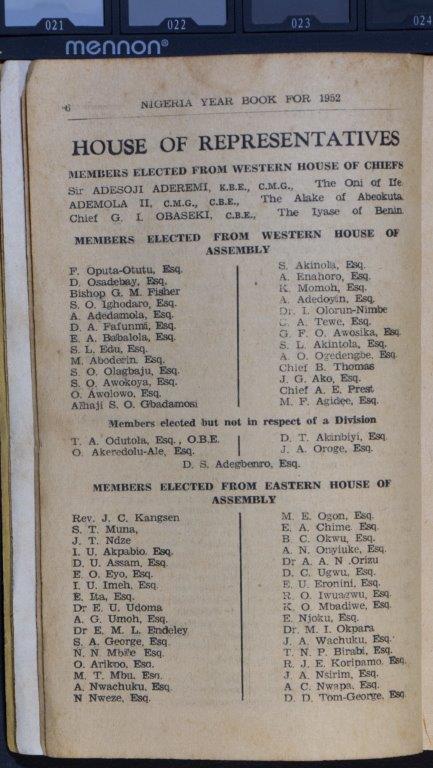 021
022
023
024
mennon®
6
NIGERIA YEAR BOOK FOR 1952
HOUSE OF REPRESENTATIVES
MEMBERS ELECTED FROM WESTERN HOUSE OF CHIEFS
Sir ADESOJI ADEREMI, K.B.E., C.M.G., The Oni of Ife
ADEMOLA II, C.M.G., C.B.E., The Alake of Abeokuta
Chief G. I. OBASEKI, C.B.E., The Iyase of Benin
MEMBERS ELECTED FROM WESTERN HOUSE OF
ASSEMBLY
F. Oputa-Otutu, Esq.
D. Osadebay, Esq.
Bishop G. M. Fisher
S. O. Ighodaro, Esq.
A. Adedamola, Esq.
D. A. Fafunmi, Esq.
E. A. Babalola, Esq.
S. L. Edu, Esq.
M. Aboderin, Esq.
S. O. Olagbaju, Esq.
S. O. Awokoya, Esq.
O. Awolowo, Esq.
Alhaji S. O. Gbadamosi
S. Akinola, Esq.
A. Enahoro, Esq.
K. Momoh, Esq.
A. Adedoyin, Esq.
Dr. I. Olorun-Nimbe
A. Tewe, Esq.
G. F. O. Awosika, Esq.
S. L. Akintola, Esq.
A. O. Ogedengbe, Esq.
Chief B. Thomas
J. G. Ako, Esq.
Chief A. E. Prest
M. F. Agidee, Esq.
Members elected but not in respect of a Division
T. A. Odutola, Esq., O.B.E.
O. Akeredolu-Ale, Esq.
D. T. Akinbiyi, Esq.
J. A. Oroge, Esq.
D. S. Adegbenro, Esq.
MEMBERS ELECTED FROM EASTERN HOUSE OF
ASSEMBLY
Rev. J. C. Kangsen
S. T. Muna,
J. T. Ndze
I. U. Akpabio. Esq.
D. U. Assam, Esq.
E. O. Eyo, Esq.
I. U. Imeh, Esq.
E. Ita, Esq.
Dr E. U. Udoma
A. G. Umoh, Esq.
Dr E. M. L. Endeley
S. A. George, Esq.
N. N. Mbile Esq.
O. Arikpo, Esq.
M. T. Mbu, Esq.
A. Nwachuku, Esq.
N Nweze, Esq.
M. E. Ogon, Esq.
E. A. Chime. Esq.
B C. Okwu, Esq.
A. N. Onyiuke, Esq.
Dr A. A. N .Orizu
D. C. Ugwu, Esq.
E. U. Eronini, Esq.
R. O. Iwuagwu, Esq.
K. O. Mbadiwe, Esq.
E. Njoku, Esq.
Dr. M. I. Okpara
J. A. Wachuku, Esq.
T. N. P. Birabi, Esq.
R. J. E. Koripamo. Esq
J. A. Nsirim, Esq.
A C. Nwapa, Esq.
D. D. Tom-George, Esq